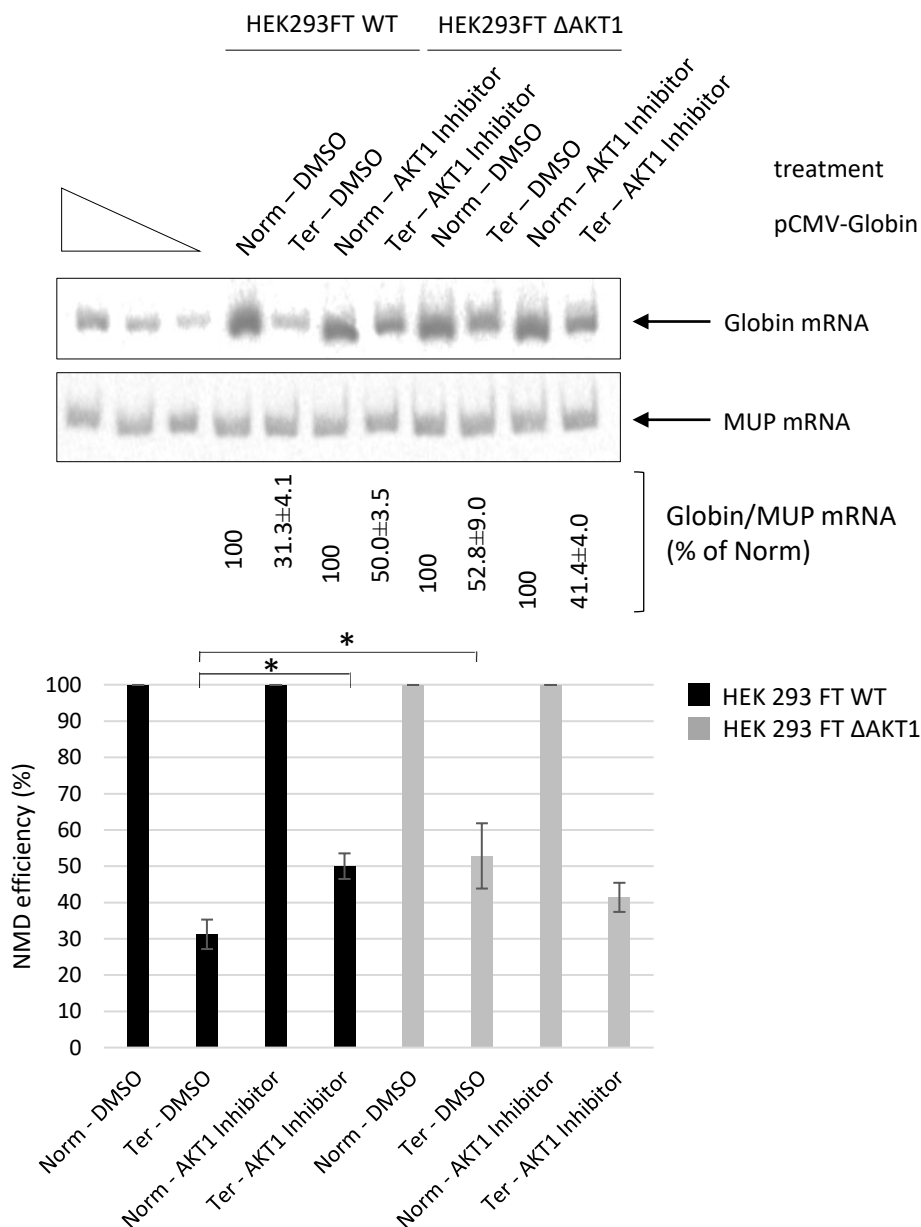 HEK293FT WT
HEK293FT ΔAKT1
Norm – DMSO
Ter – DMSO
Norm – AKT1 Inhibitor
Ter – AKT1 Inhibitor
Norm – DMSO
Ter – DMSO
Norm – AKT1 Inhibitor
Ter – AKT1 Inhibitor
treatment
pCMV-Globin
Globin mRNA
MUP mRNA
100
31.3±4.1
100
50.0±3.5
100
52.8±9.0
100
41.4±4.0
Globin/MUP mRNA
(% of Norm)
*
*
NMD efficiency (%)
100
90
80
70
60
50
40
30
20
10
0
HEK 293 FT WT
HEK 293 FT ΔAKT1
Norm - DMSO
Ter - DMSO
Norm - AKT1 Inhibitor
Ter - AKT1 Inhibitor
Norm - DMSO
Ter - DMSO
Norm - AKT1 Inhibitor
Ter - AKT1 Inhibitor